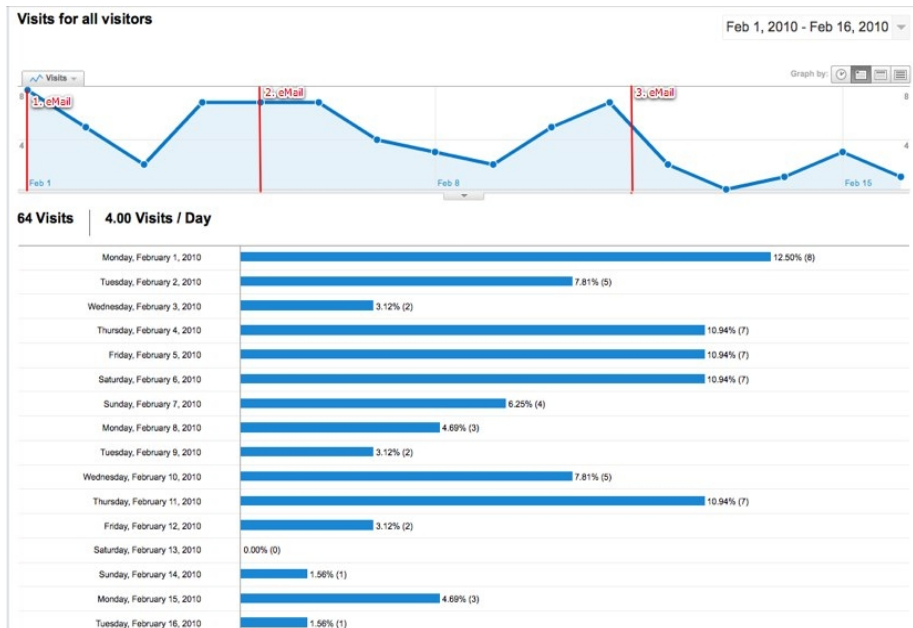 Visits for all visitors
Feb 1, 2010 - Feb 16, 2010
Visits
Graph by:
8
1. eMail
2. eMail
3. eMail
8
4
4
Feb 1
Feb 8
Feb 15
64 Visits
4.00 Visits / Day
Monday, February 1, 2010 12.50% (8)
Tuesday, February 2, 2010 7.81% (5)
Wednesday, February 3, 2010 3.12% (2)
Thursday, February 4, 2010 10.94% (7)
Friday, February 5, 2010 10.94% (7)
Saturday, February 6, 2010 10.94% (7)
Sunday, February 7, 2010 6.25% (4)
Monday, February 8, 2010 4.69% (3)
Tuesday, February 9, 2010 3.12% (2)
Wednesday, February 10, 2010 7.81% (5)
Thursday, February 11, 2010 10.94% (7)
Friday, February 12, 2010 3.12% (2)
Saturday, February 13, 2010 0.00% (0)
Sunday, February 14, 2010 1.56% (1)
Monday, February 15, 2010 4.69% (3)
Tuesday, February 16, 2010 1.56% (1)